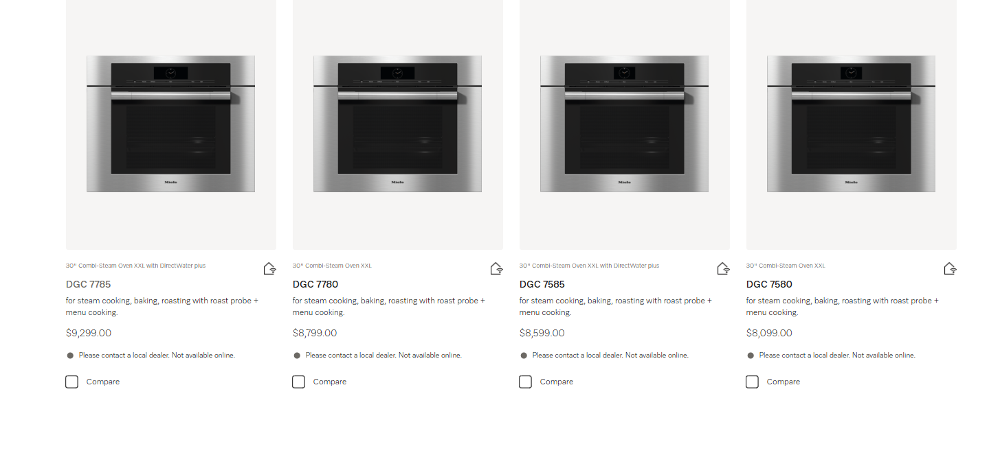 Miele
Miele
Miele
Miele
30" Combi-Steam Oven XXL with DirectWater plus
DGC 7785
for steam cooking, baking, roasting with roast probe +
menu cooking.
$9,299.00
Please contact a local dealer. Not available online.
Compare
30" Combi-Steam Oven XXL
DGC 7780
for steam cooking, baking, roasting with roast probe +
menu cooking.
$8,799.00
Please contact a local dealer. Not available online.
Compare
30" Combi-Steam Oven XXL with DirectWater plus
DGC 7585
for steam cooking, baking, roasting with roast probe +
menu cooking.
$8,599.00
Please contact a local dealer. Not available online.
Compare
30" Combi-Steam Oven XXL
DGC 7580
for steam cooking, baking, roasting with roast probe +
menu cooking.
$8,099.00
Please contact a local dealer. Not available online.
Compare